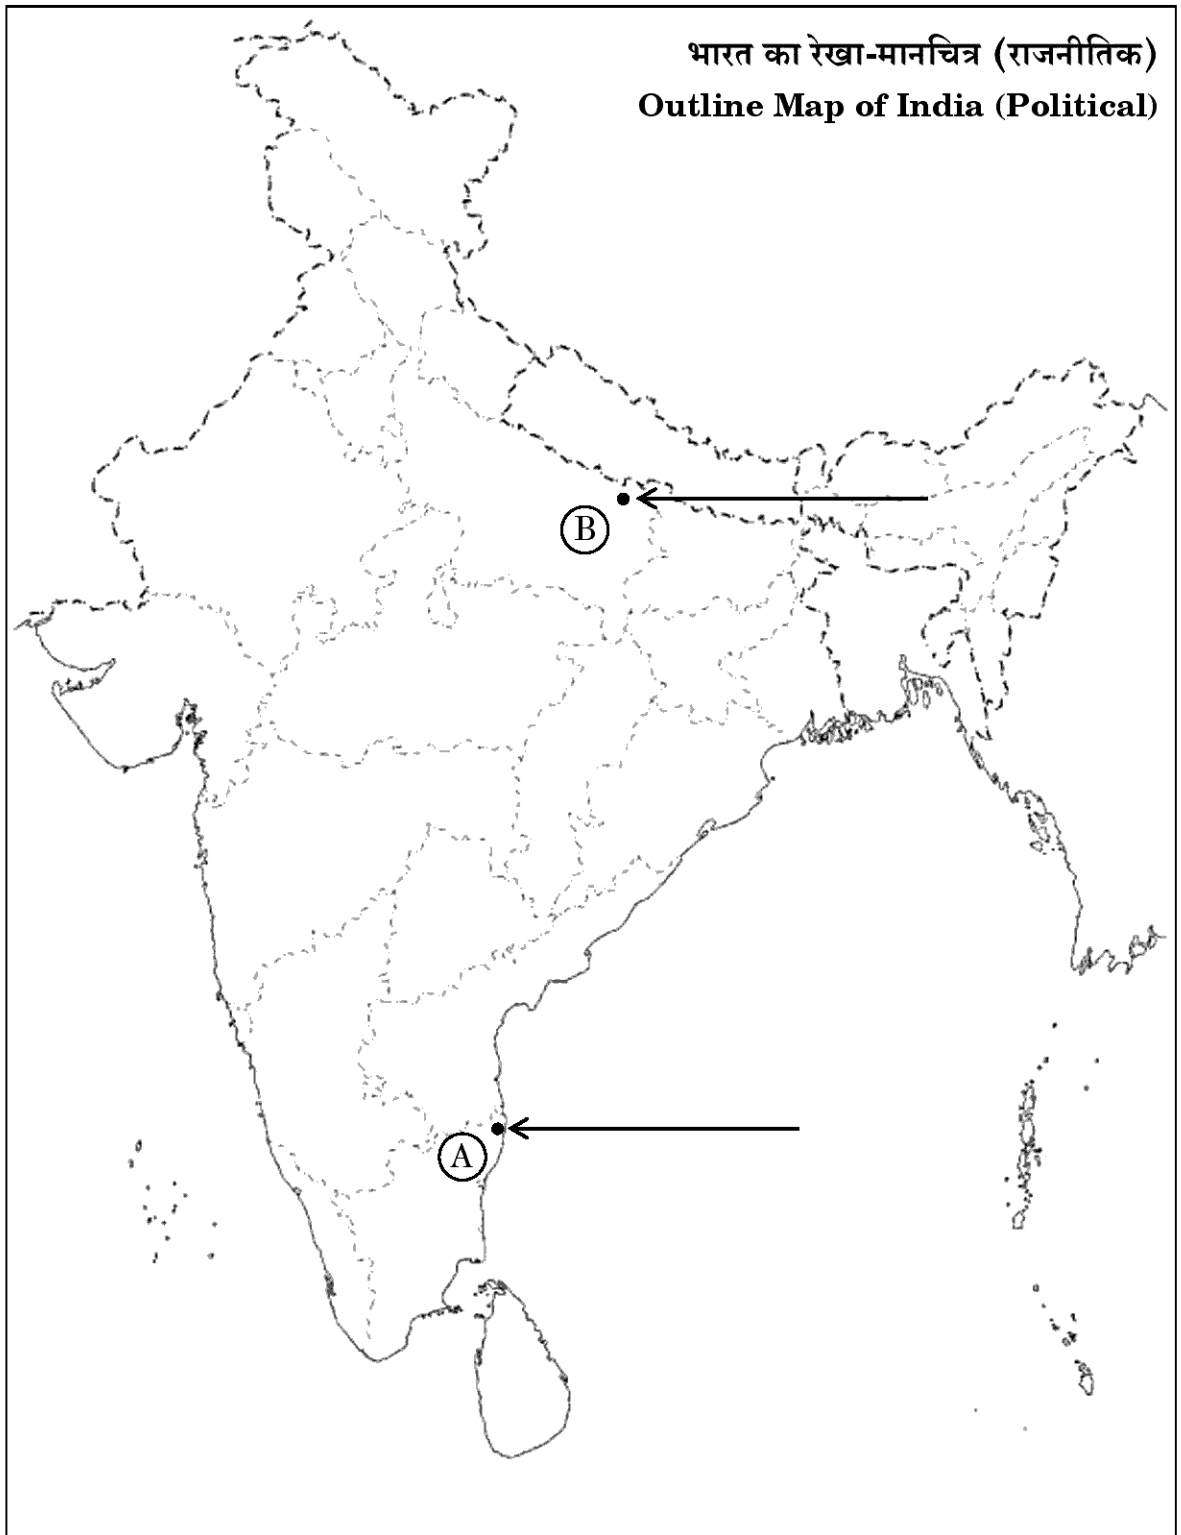 भारत का रेखा-मानचित्र (राजनीतिक)
Outline Map of India (Political)
B
A